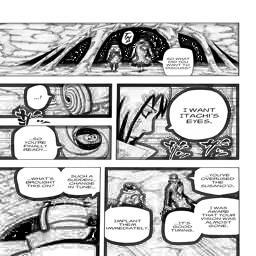 SO WHAT
DID YOU
WANT TO
DISCUSS?
I WANT
ITACHI'S
EYES.
...!
...SO
YOU'RE
FINALLY
READY...
YOU'VE
OVERUSED
THE
SUSANO'O...
I WAS
AWARE
THAT YOUR
VISION WAS
ALMOST
GONE.
IT'S
GOOD
TIMING.
IMPLANT
THEM
IMMEDIATELY.
SUCH A
SUDDEN
CHANGE
IN TUNE...
...WHAT'S
BROUGHT
THIS ON?